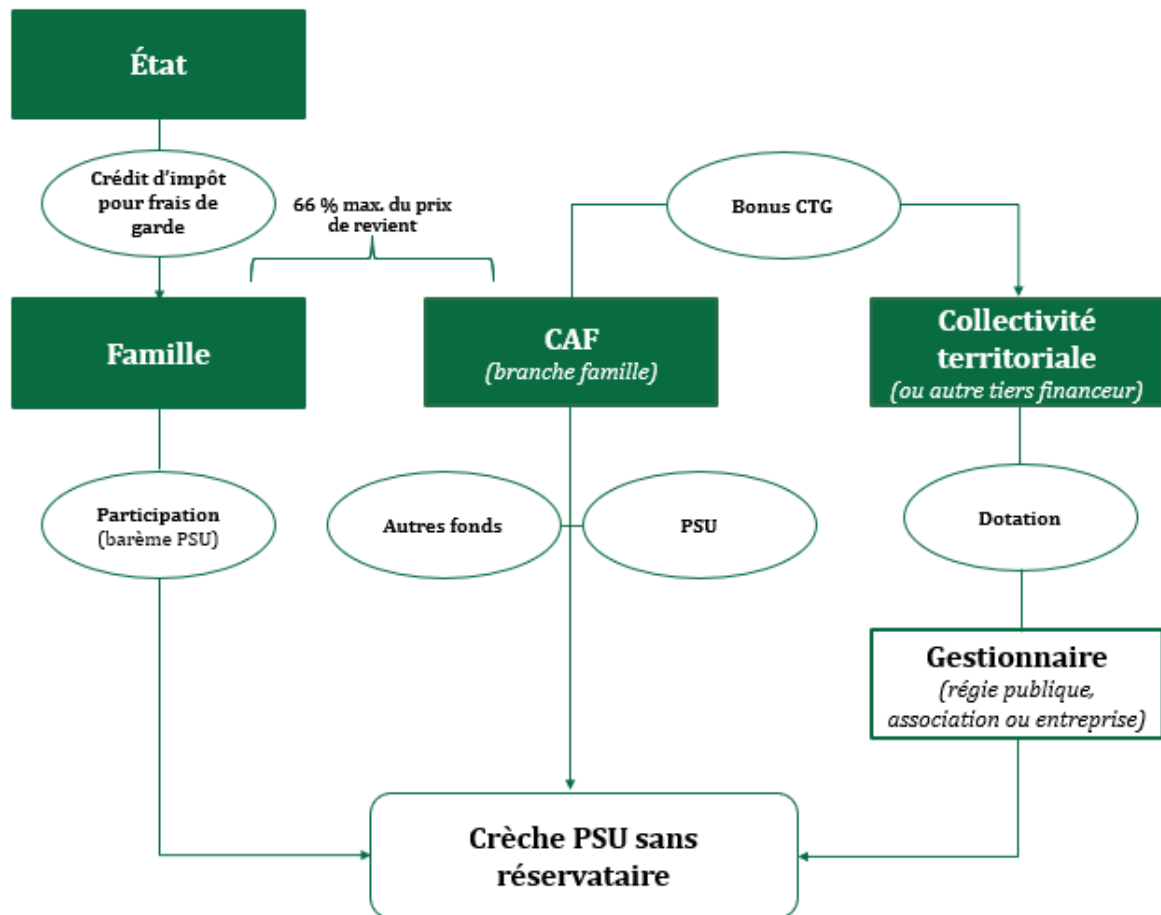 État
Crédit d'impôt
pour frais de
garde
66 % max. du prix
de revient
Bonus CTG
Famille
CAF
(branche famille)
Collectivité
territoriale
(ou autre tiers financeur)
Participation
(barème PSU)
Autres fonds
PSU
Dotation
Gestionnaire
(régie publique,
association ou entreprise)
Crèche PSU sans
réservataire